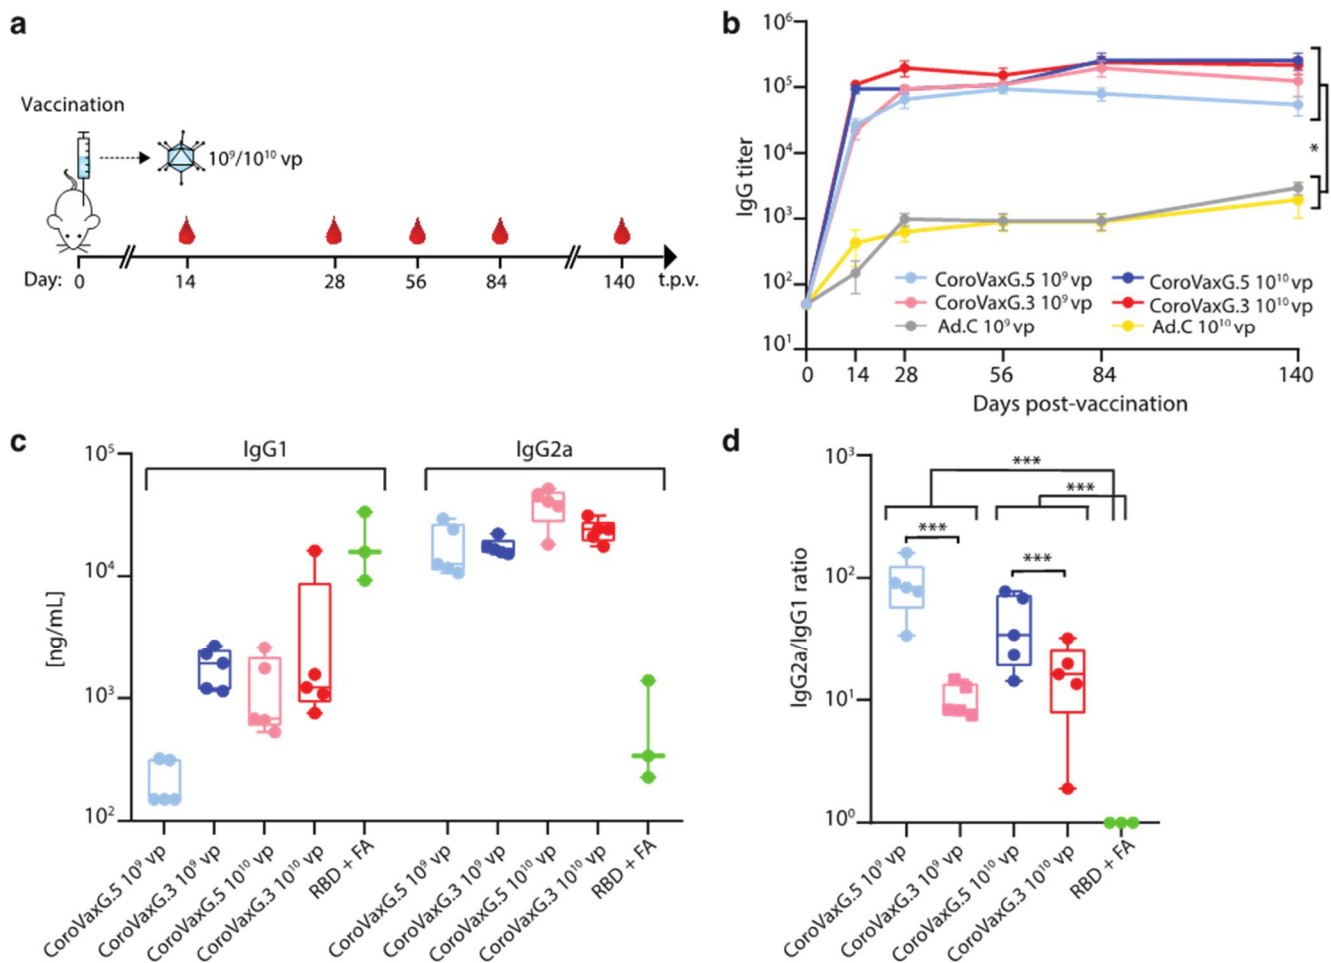 a
Vaccination
10⁹/10¹⁰ vp
Day: 0 14 28 56 84 140 t.p.v.
b
IgG titer
10⁶
10⁵
10⁴
10³
10²
10¹
*
CoroVaxG.5 10⁹ vp CoroVaxG.5 10¹⁰ vp
CoroVaxG.3 10⁹ vp CoroVaxG.3 10¹⁰ vp
Ad.C 10⁹ vp Ad.C 10¹⁰ vp
0 14 28 56 84 140
Days post-vaccination
c
IgG1 IgG2a
[ng/mL]
10⁵
10⁴
10³
10²
CoroVaxG.5 10⁹ vp
CoroVaxG.3 10⁹ vp
CoroVaxG.5 10¹⁰ vp
CoroVaxG.3 10¹⁰ vp
RBD + FA
CoroVaxG.5 10⁹ vp
CoroVaxG.3 10⁹ vp
CoroVaxG.5 10¹⁰ vp
CoroVaxG.3 10¹⁰ vp
RBD + FA
d
IgG2a/IgG1 ratio
10³
10²
10¹
10⁰
***
***
***
***
CoroVaxG.5 10⁹ vp
CoroVaxG.3 10⁹ vp
CoroVaxG.5 10¹⁰ vp
CoroVaxG.3 10¹⁰ vp
RBD + FA